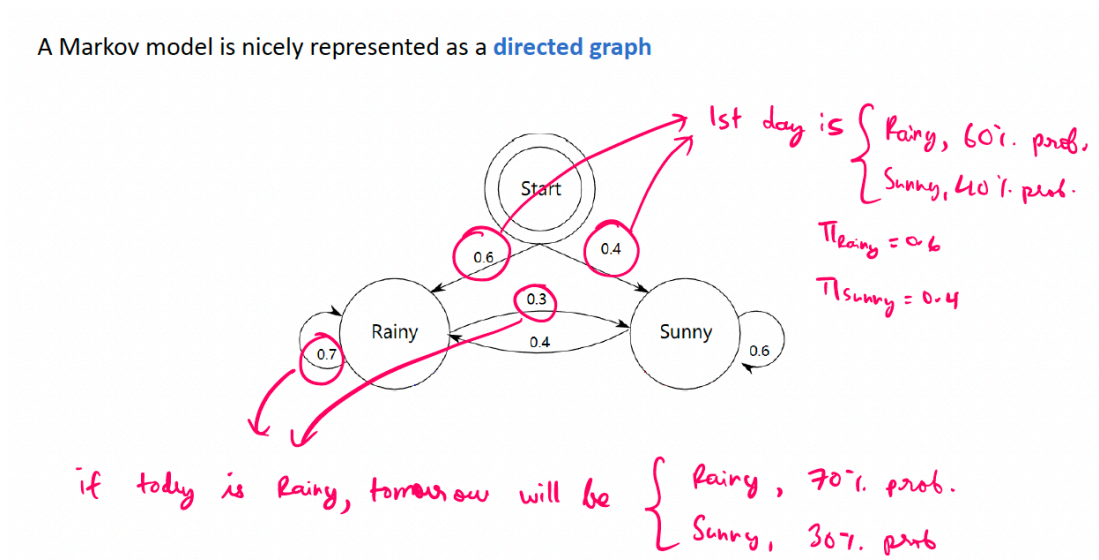 A Markov model is nicely represented as a directed graph
1st day is { Rainy, 60%. prob.
Sunny, 40%. prob.
Start
πRainy = 0.6
0.6
0.4
πSunny = 0.4
0.3
Rainy
Sunny
0.4
0.7
0.6
if today is Rainy, tomorrow will be { Rainy, 70%. prob.
Sunny, 30%. prob